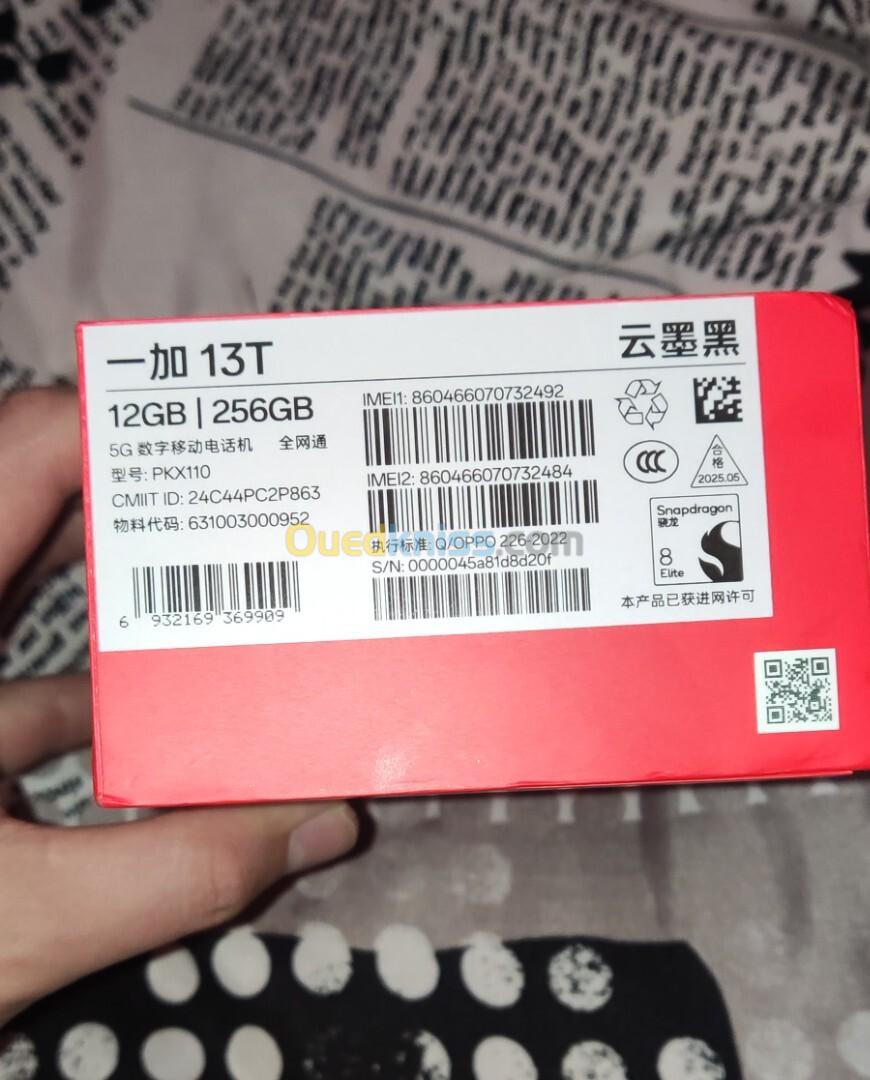 一加 13T
云墨黑
12GB | 256GB
5G 数字移动电话机 全网通
型号: PKX110
CMIIT ID: 24C44PC2P863
物料代码: 631003000952
6 932169 369909
IMEI1: 860466070732492
IMEI2: 860466070732484
执行标准: Q/OPPO 226-2022
S/N: 0000045a81d8d20f
CCC
合格
2025.05
Snapdragon
骁龙
8
Elite
本产品已获进网许可
Ouedkniss.com